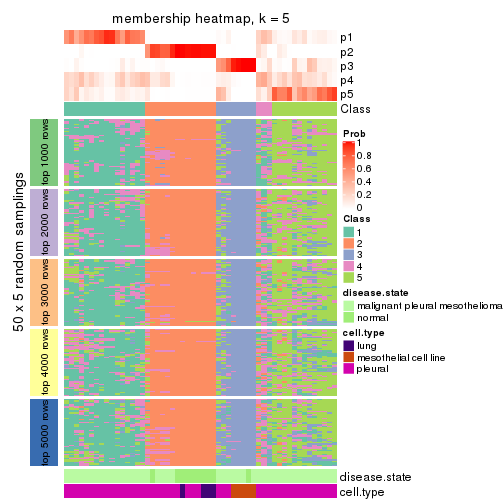 membership heatmap, k = 5
p1
p2
p3
p4
p5
Class
50 x 5 random samplings
top 1000 rows
top 2000 rows
top 3000 rows
top 4000 rows
top 5000 rows
Prob
1
0.8
0.6
0.4
0.2
0
Class
1
2
3
4
5
disease.state
malignant pleural mesothelioma
normal
cell.type
lung
mesothelial cell line
pleural
disease.state
cell.type